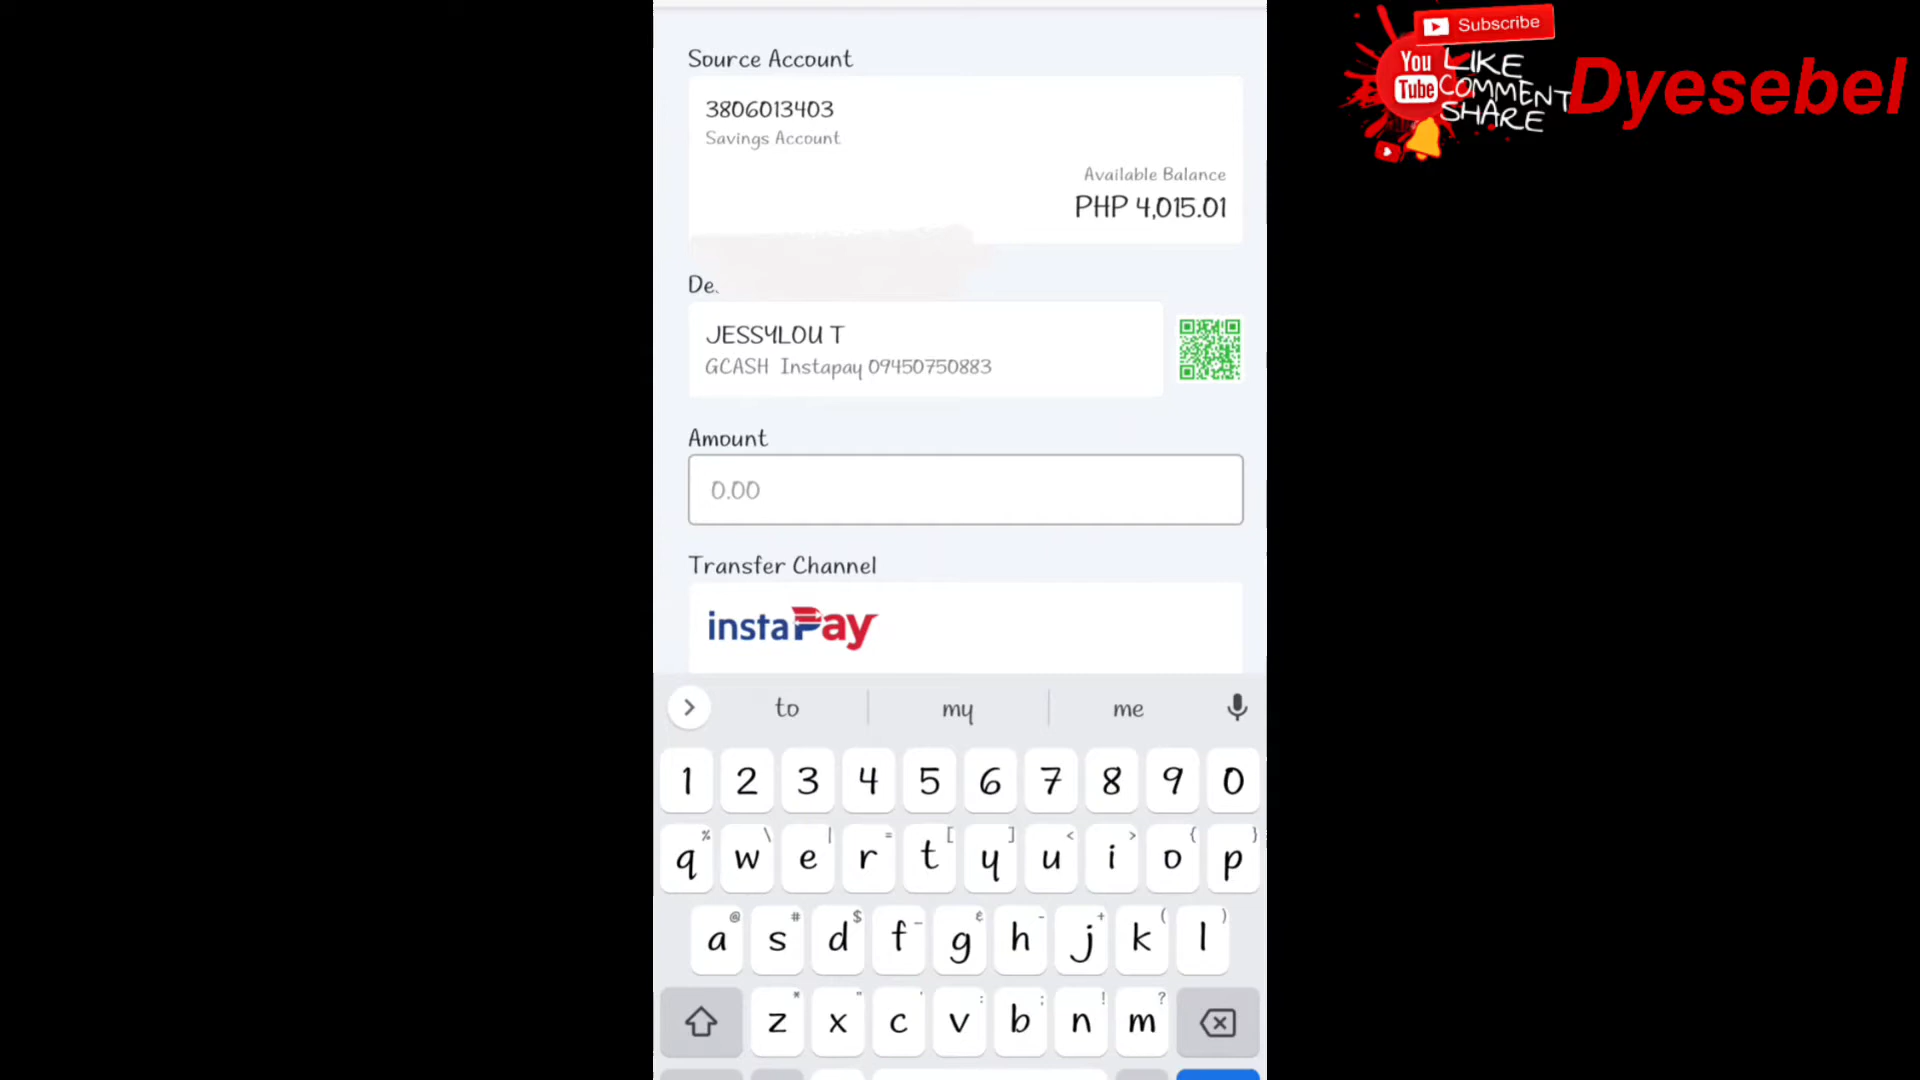 Source Account
3806013403
Savings Account
Available Balance
PHP 4,015.01
De
JESSYLOU T
GCASH Instapay 09450750883
Amount
0.00
Transfer Channel
instaPay
to my me
1 2 3 4 5 6 7 8 9 0
% \ | = [ ] < > { }
q w e r t y u i o p
@ # $ _ £ - + ( )
a s d f g h j k l
* " ' : ; ! ?
z x c v b n m
Subscribe
You Tube
LIKE
COMMENT
SHARE
Dyesebel